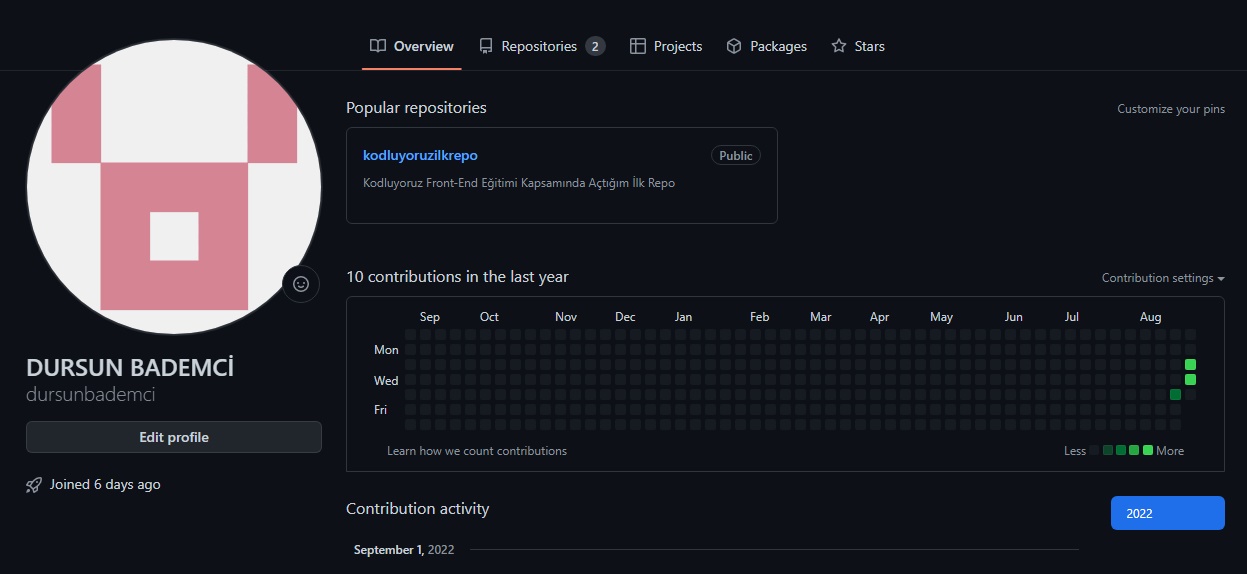 Overview Repositories 2 Projects Packages Stars
Popular repositories
Customize your pins
kodluyoruzilkrepo
Public
Kodluyoruz Front-End Eğitimi Kapsamında Açtığım İlk Repo
10 contributions in the last year
Contribution settings
Sep Oct Nov Dec Jan Feb Mar Apr May Jun Jul Aug
Mon
Wed
Fri
Learn how we count contributions
Less More
DURSUN BADEMCİ
dursunbademci
Edit profile
Joined 6 days ago
Contribution activity
2022
September 1, 2022